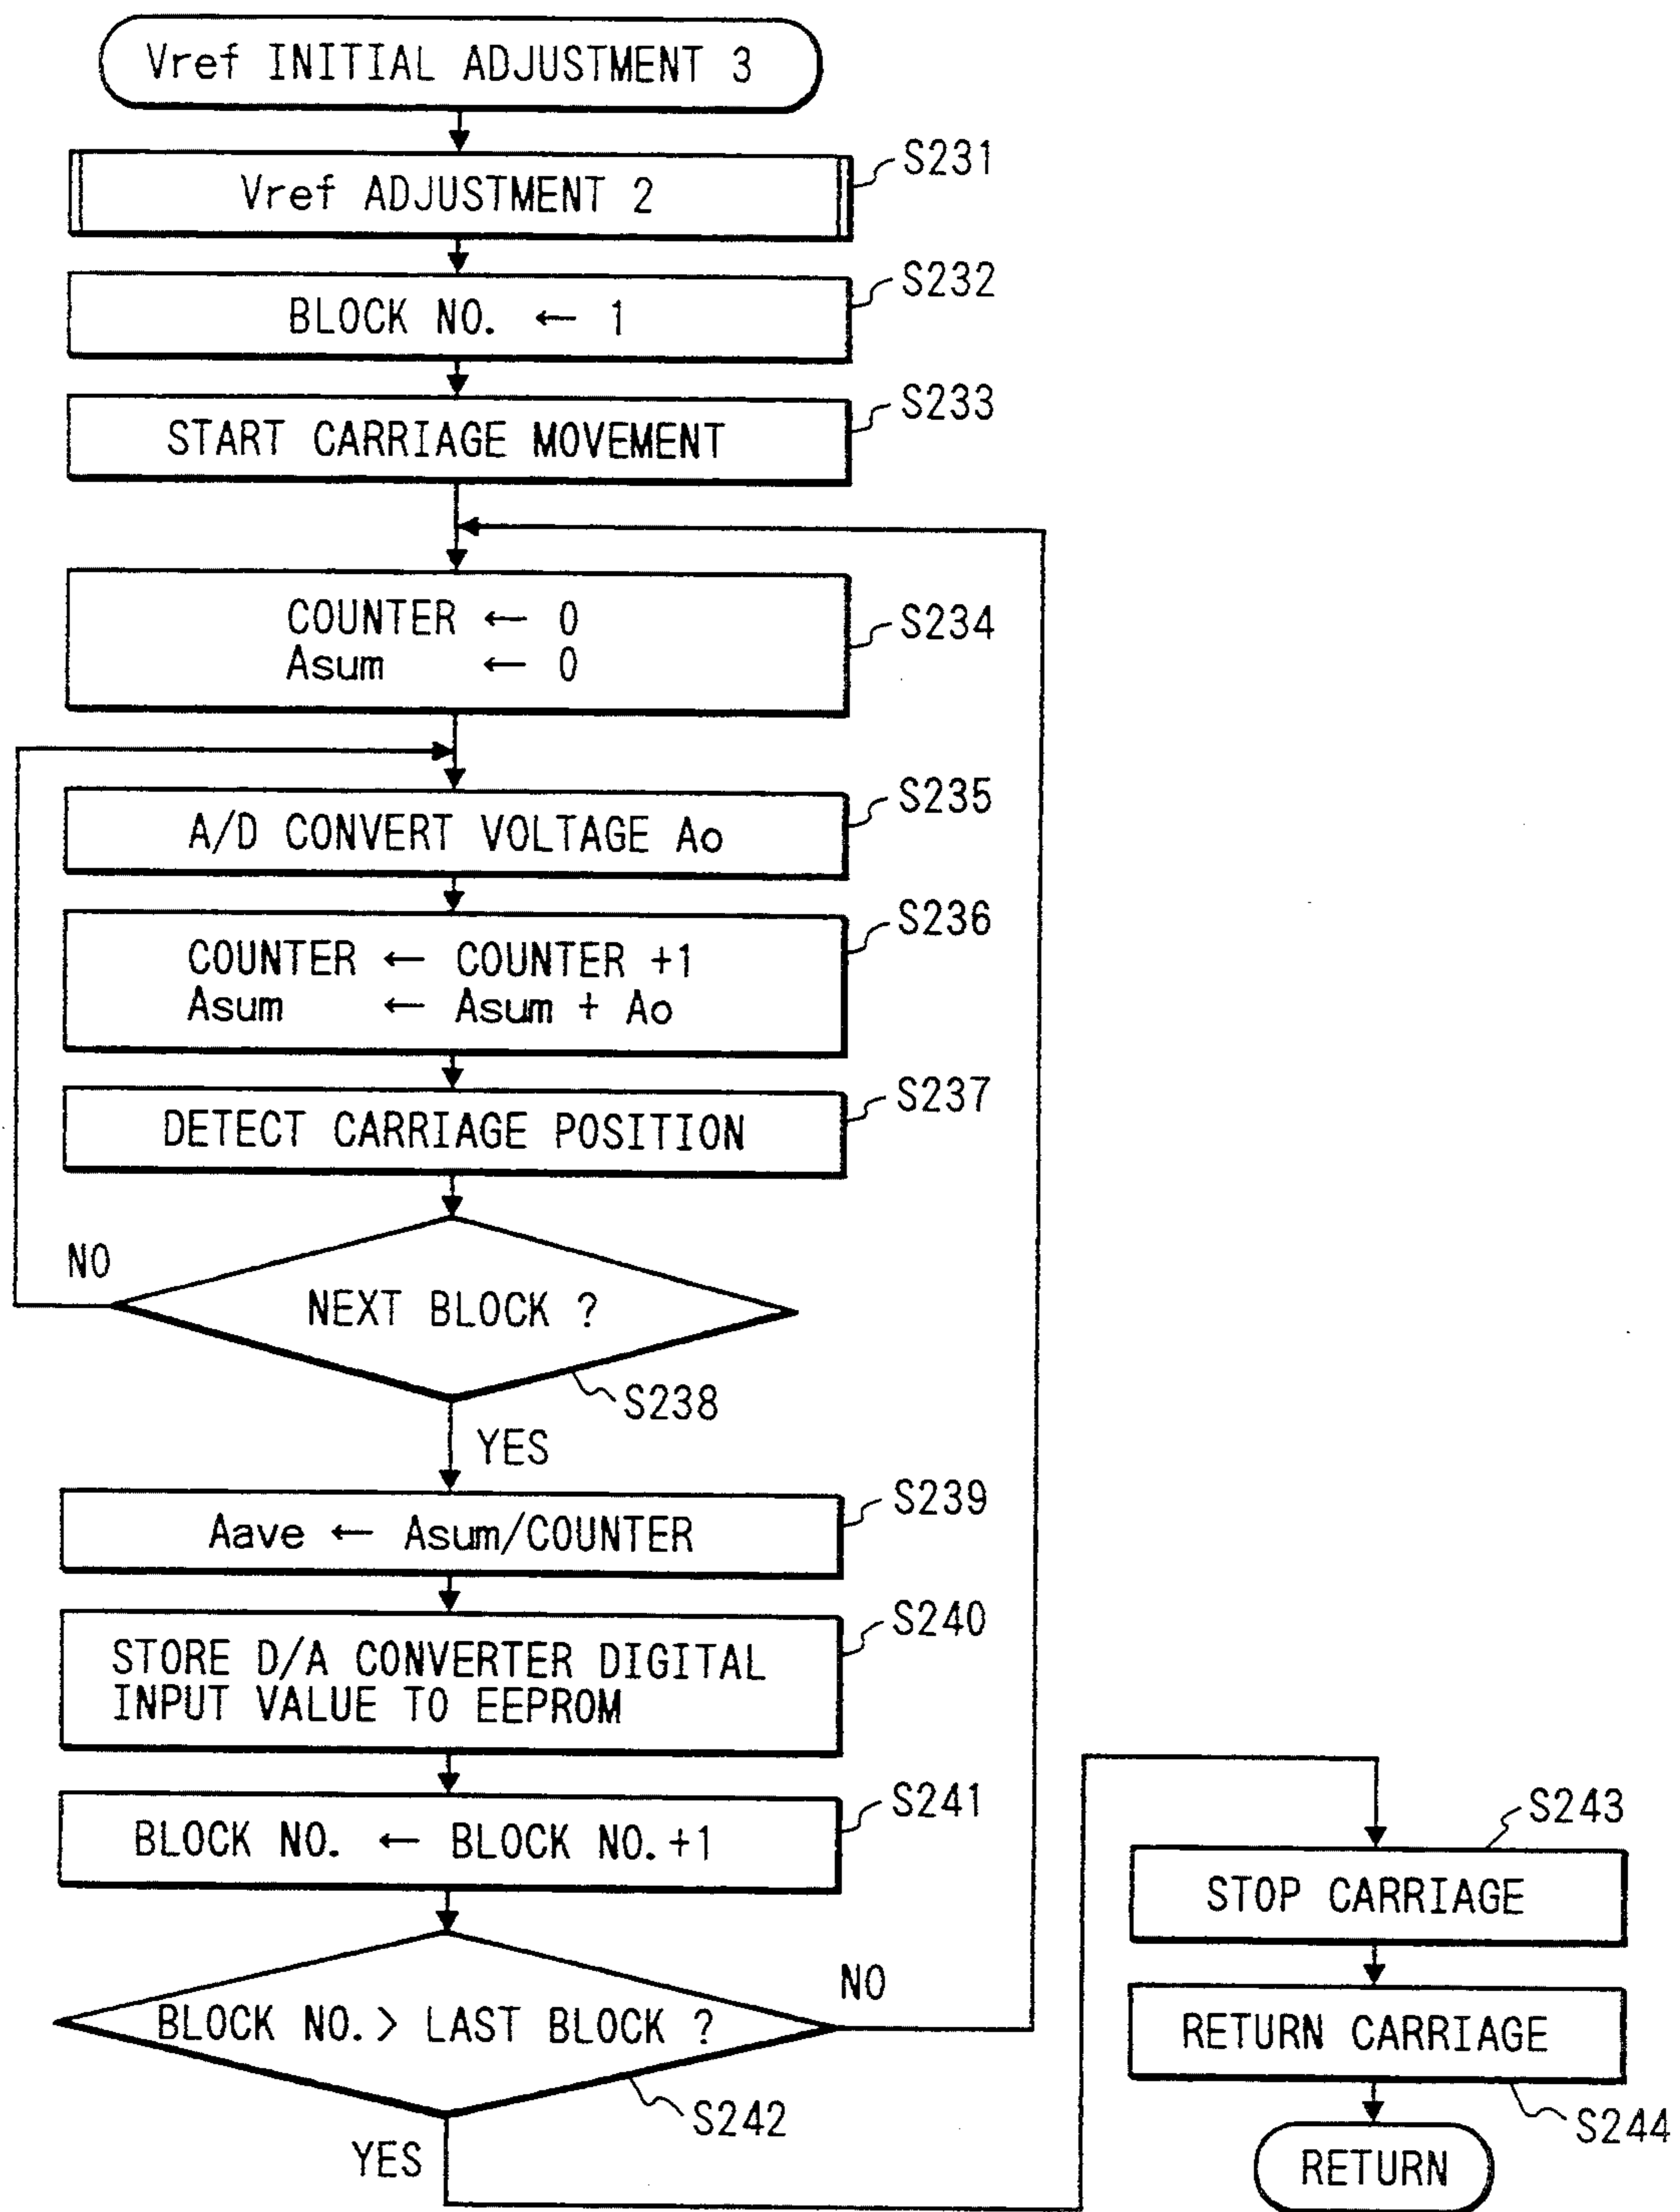 Vref INITIAL ADJUSTMENT 3
Vref ADJUSTMENT 2
S231
BLOCK NO. ← 1
S232
START CARRIAGE MOVEMENT
S233
COUNTER ← 0
Asum ← 0
S234
A/D CONVERT VOLTAGE Ao
S235
COUNTER ← COUNTER +1
Asum ← Asum + Ao
S236
DETECT CARRIAGE POSITION
S237
NO
NEXT BLOCK ?
S238
YES
Aave ← Asum/COUNTER
S239
STORE D/A CONVERTER DIGITAL
INPUT VALUE TO EEPROM
S240
BLOCK NO. ← BLOCK NO.+1
S241
BLOCK NO.> LAST BLOCK ?
NO
S242
YES
STOP CARRIAGE
S243
RETURN CARRIAGE
S244
RETURN